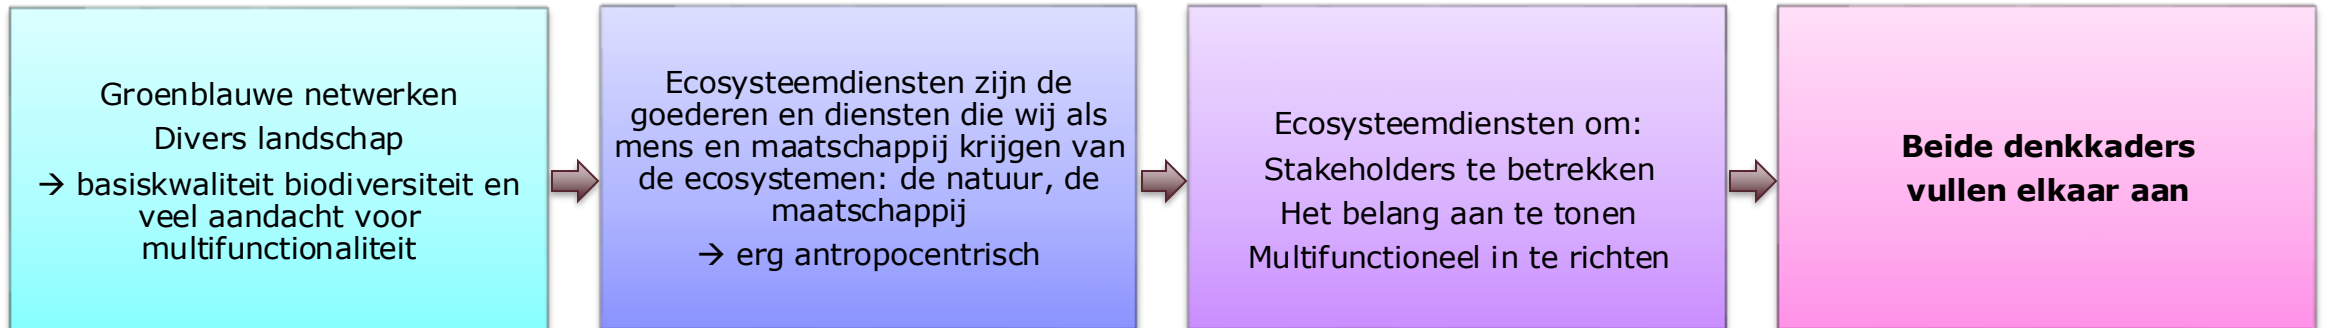 Groenblauwe netwerken
Divers landschap
→ basiskwaliteit biodiversiteit en
veel aandacht voor
multifunctionaliteit
Ecosysteemdiensten zijn de
goederen en diensten die wij als
mens en maatschappij krijgen van
de ecosystemen: de natuur, de
maatschappij
→ erg antropocentrisch
Ecosysteemdiensten om:
Stakeholders te betrekken
Het belang aan te tonen
Multifunctioneel in te richten
Beide denkkaders
vullen elkaar aan